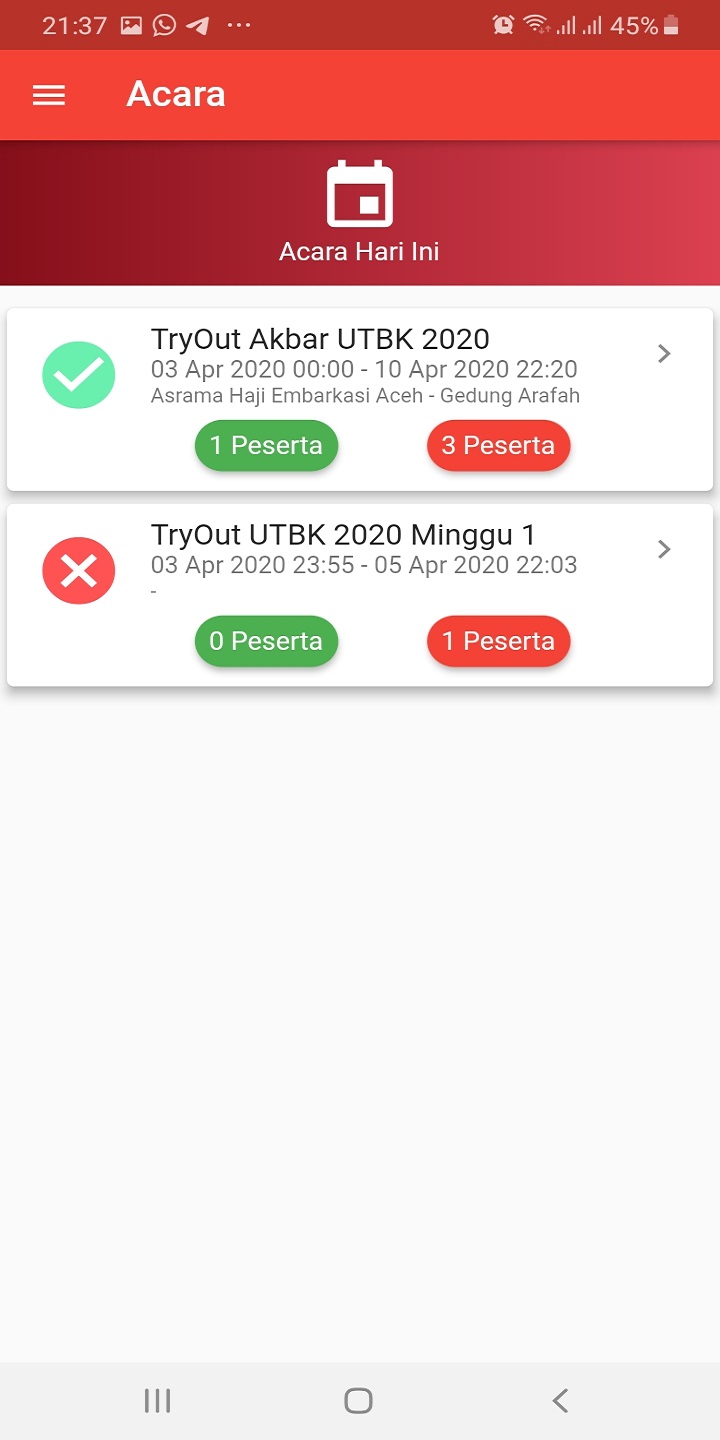 21:37 45%
Acara
Acara Hari Ini
TryOut Akbar UTBK 2020
03 Apr 2020 00:00 - 10 Apr 2020 22:20
Asrama Haji Embarkasi Aceh - Gedung Arafah
1 Peserta 3 Peserta
TryOut UTBK 2020 Minggu 1
03 Apr 2020 23:55 - 05 Apr 2020 22:03
-
0 Peserta 1 Peserta